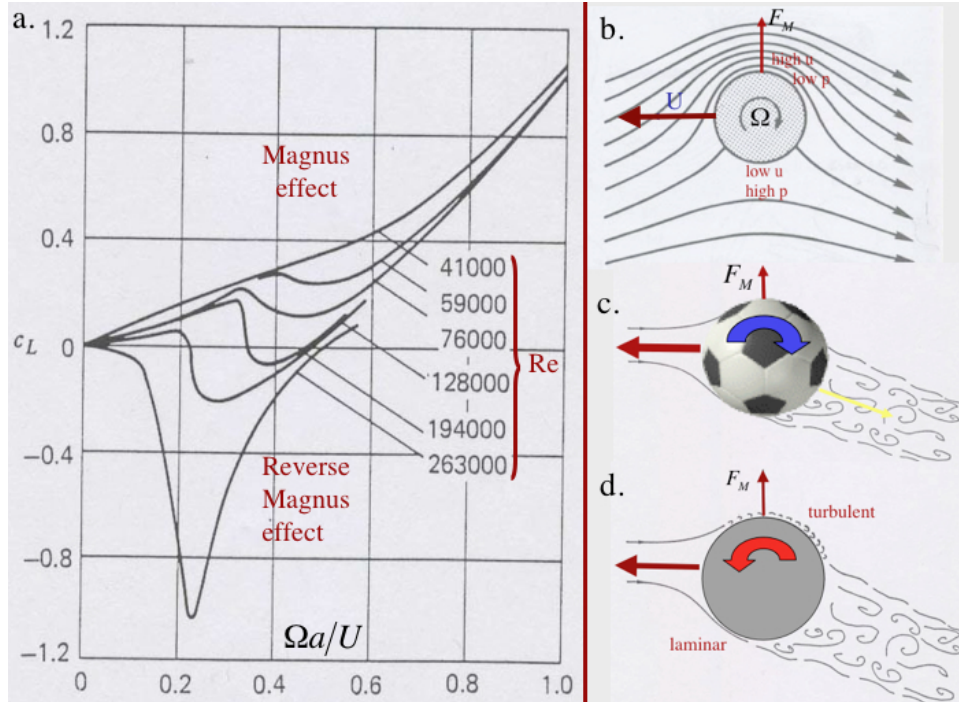 a.
1.2
0.8
0.4
c_L
0
−0.4
−0.8
−1.2
0
0.2
0.4
0.6
0.8
1.0
Ωa/U
Magnus
effect
Reverse
Magnus
effect
41000
59000
76000
128000
194000
263000
Re
b.
F_M
high u
low p
U
Ω
low u
high p
c.
F_M
d.
F_M
turbulent
laminar